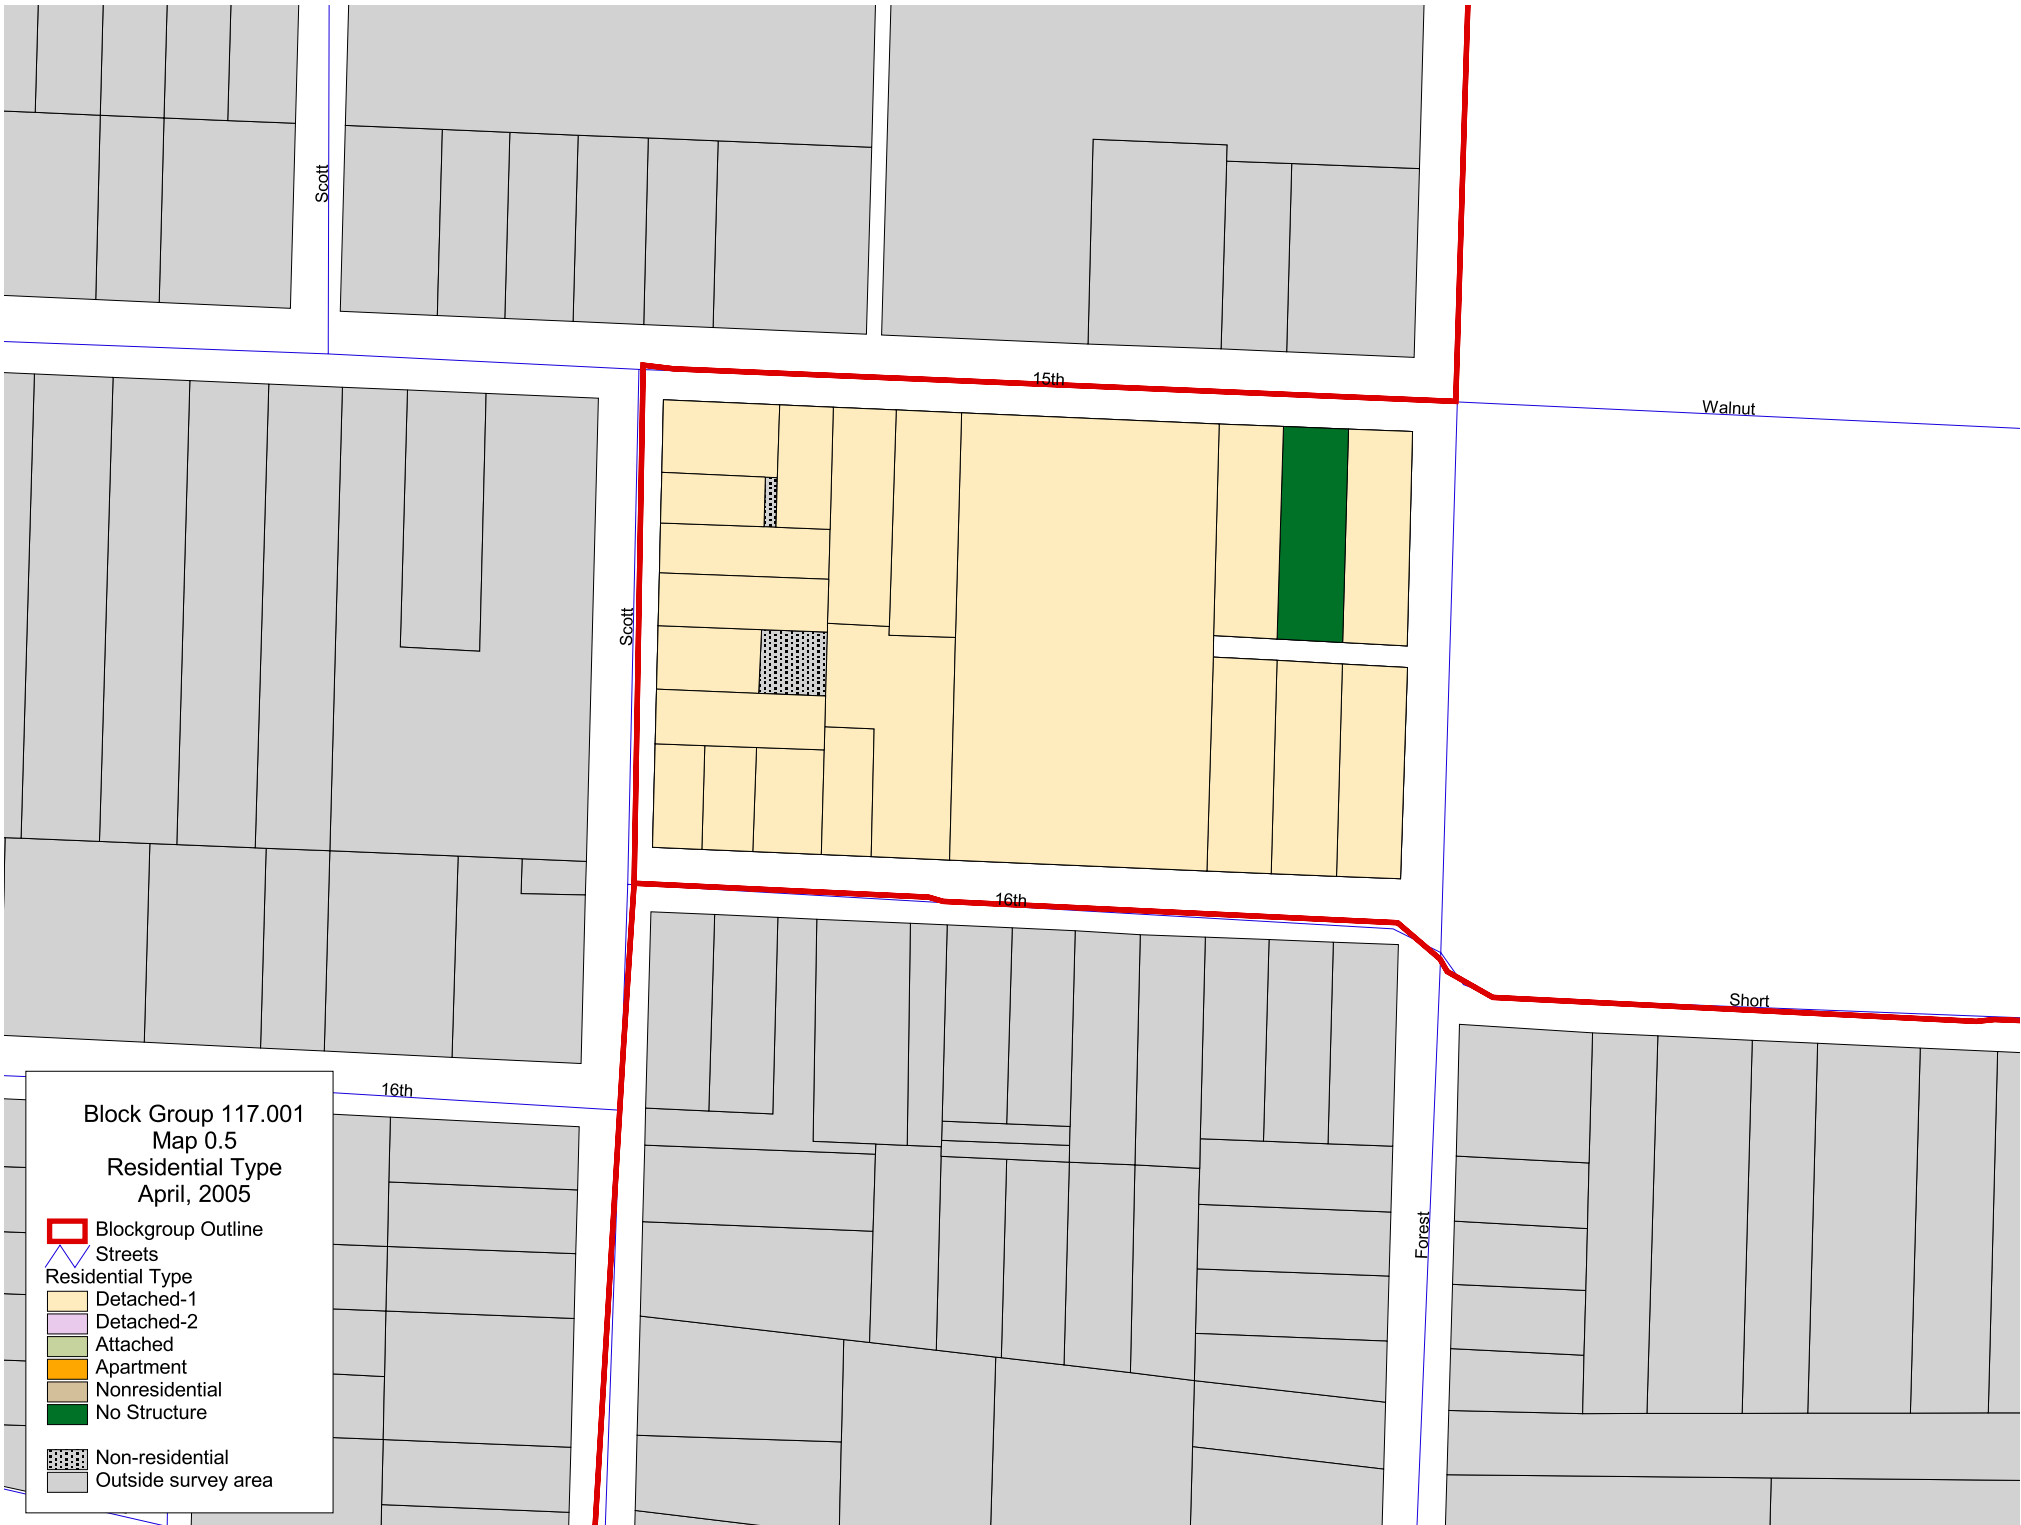 Scott
15th
Walnut
Scott
16th
Short
16th
Forest
Block Group 117.001
Map 0.5
Residential Type
April, 2005
Blockgroup Outline
Streets
Residential Type
Detached-1
Detached-2
Attached
Apartment
Nonresidential
No Structure
Non-residential
Outside survey area